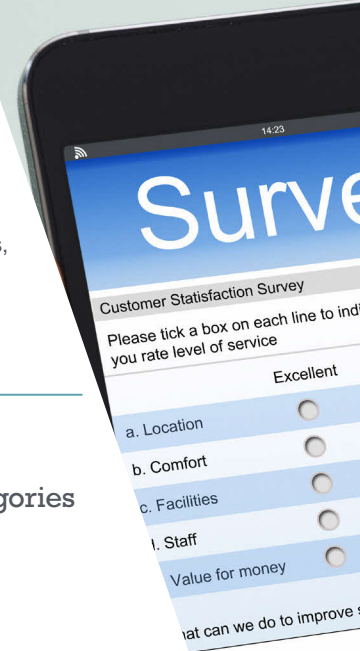 14:23
Surve
Customer Statisfaction Survey
Please tick a box on each line to indi
you rate level of service
Excellent
a. Location
b. Comfort
c. Facilities
. Staff
Value for money
at can we do to improve s
s,
gories